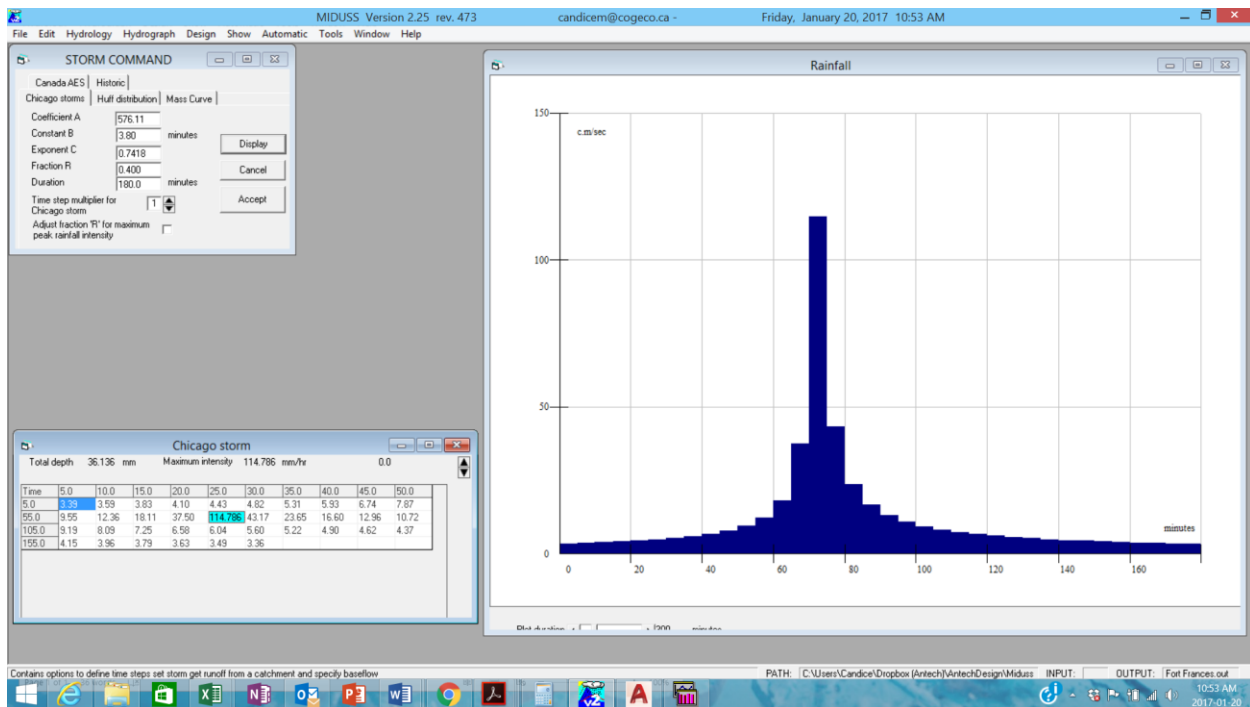 MIDUSS Version 2.25 rev. 473 candicem@cogeco.ca - Friday, January 20, 2017 10:53 AM
File Edit Hydrology Hydrograph Design Show Automatic Tools Window Help
STORM COMMAND
Canada AES Historic
Chicago storms Huff distribution Mass Curve
Coefficient A 576.11
Constant B 3.80 minutes
Display
Exponent C 0.7418
Fraction R 0.400
Cancel
Duration 180.0 minutes
Time step multiplier for
Chicago storm 1
Accept
Adjust fraction 'R' for maximum
peak rainfall intensity
Rainfall
150
c.m/sec
100
50
0
minutes
0 20 40 60 80 100 120 140 160
Plot duration 300 minutes
Chicago storm
Total depth 36.136 mm Maximum intensity 114.786 mm/hr 0.0
Time 5.0 10.0 15.0 20.0 25.0 30.0 35.0 40.0 45.0 50.0
5.0 3.39 3.59 3.83 4.10 4.43 4.82 5.31 5.93 6.74 7.87
55.0 9.55 12.36 18.11 37.50 114.786 43.17 23.65 16.60 12.96 10.72
105.0 9.19 8.09 7.25 6.58 6.04 5.60 5.22 4.90 4.62 4.37
155.0 4.15 3.96 3.79 3.63 3.49 3.36
Contains options to define time steps set storm get runoff from a catchment and specify baseflow
PATH: C:\Users\Candice\Dropbox (Antech)\AntechDesign\Miduss INPUT: OUTPUT: Fort Frances.out
v2
10:53 AM
2017-01-20